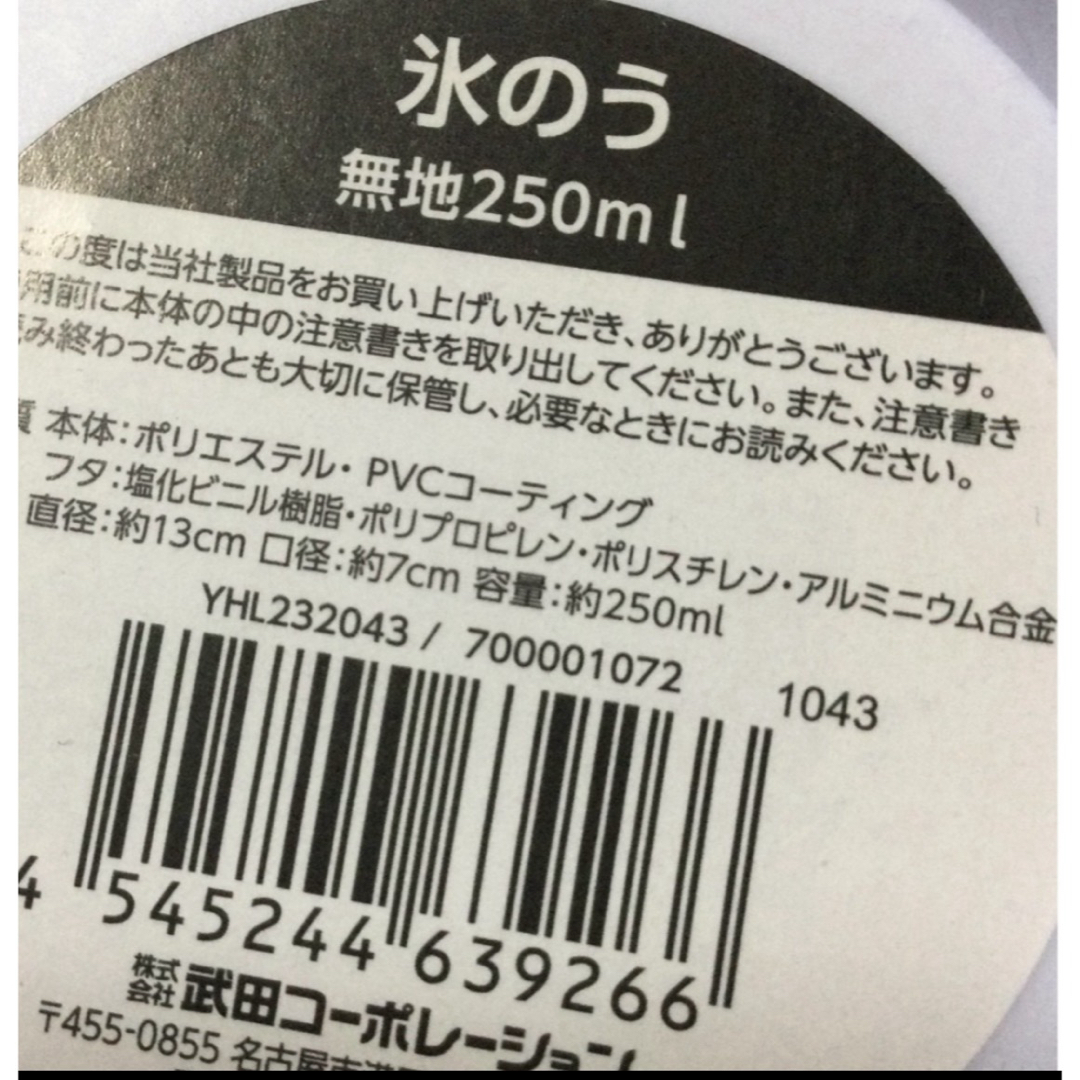 氷のう
無地250ml
の度は当社製品をお買い上げいただき、ありがとうございます。
用前に本体の中の注意書きを取り出してください。また、注意書き
み終わったあとも大切に保管し、必要なときにお読みください。
質 本体：ポリエステル・PVCコーティング
フタ：塩化ビニル樹脂・ポリプロピレン・ポリスチレン・アルミニウム合金
直径：約13cm 口径：約7cm 容量：約250ml
YHL232043 / 700001072 1043
4 545244 639266
株式会社 武田コーポレーション
〒455-0855 名古屋市港